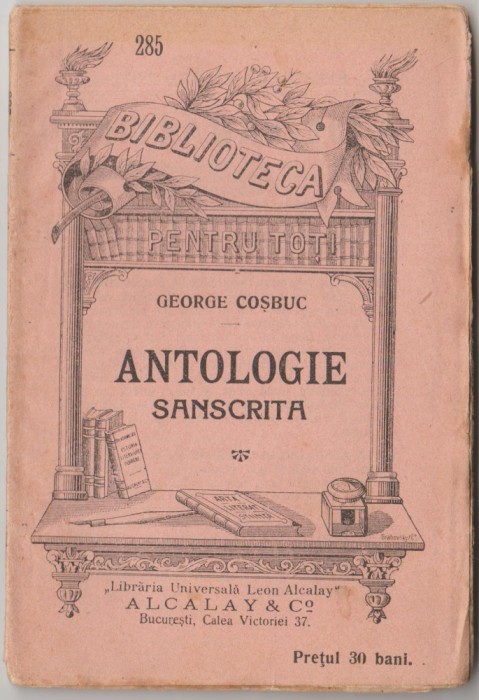 285
BIBLIOTECA
PENTRU TOȚI
GEORGE COȘBUC
ANTOLOGIE
SANSCRITA
ARTA
„Librăria Universală Leon Alcalay"
ALCALAY & Cº
București, Calea Victoriei 37.
Prețul 30 bani.